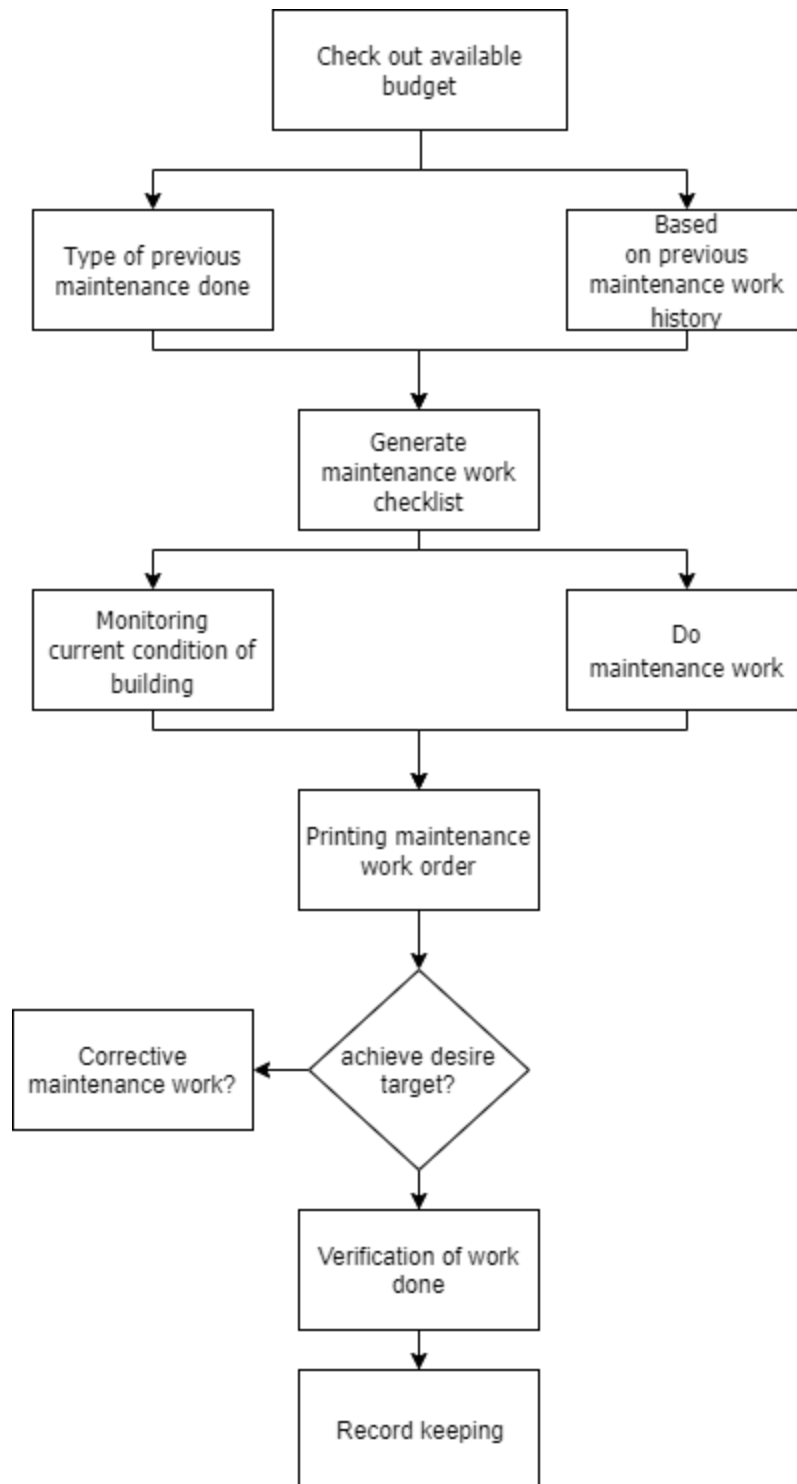 Check out available
budget
Type of previous
maintenance done
Based
on previous
maintenance work
history
Generate
maintenance work
checklist
Monitoring
current condition of
building
Do
maintenance work
Printing maintenance
work order
achieve desire
target?
Corrective
maintenance work?
Verification of work
done
Record keeping